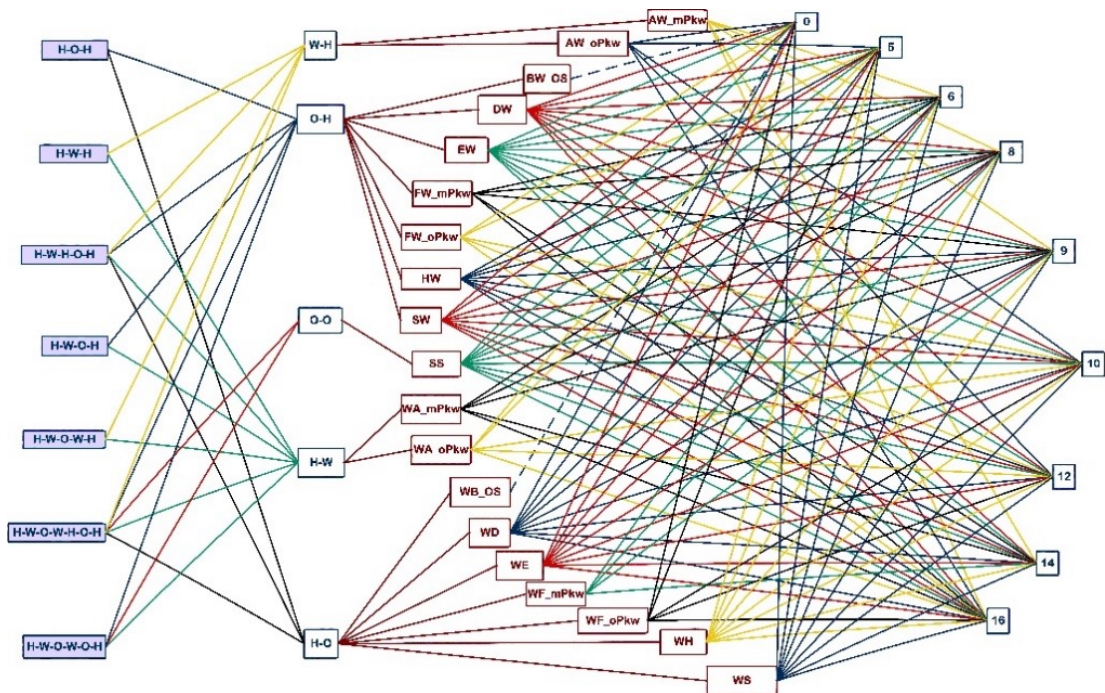 H-O-H
H-W-H
H-W-H-O-H
H-W-O-H
H-W-O-W-H
H-W-O-W-H-O-H
H-W-O-W-O-H
W-H
O-H
O-O
H-W
H-O
AW_mPkw
AW_oPkw
BW_OS
DW
EW
FW_mPkw
FW_oPkw
HW
SW
SS
WA_mPkw
WA_oPkw
WB_OS
WD
WE
WF_mPkw
WF_oPkw
WH
WS
0
5
6
8
9
10
12
14
16